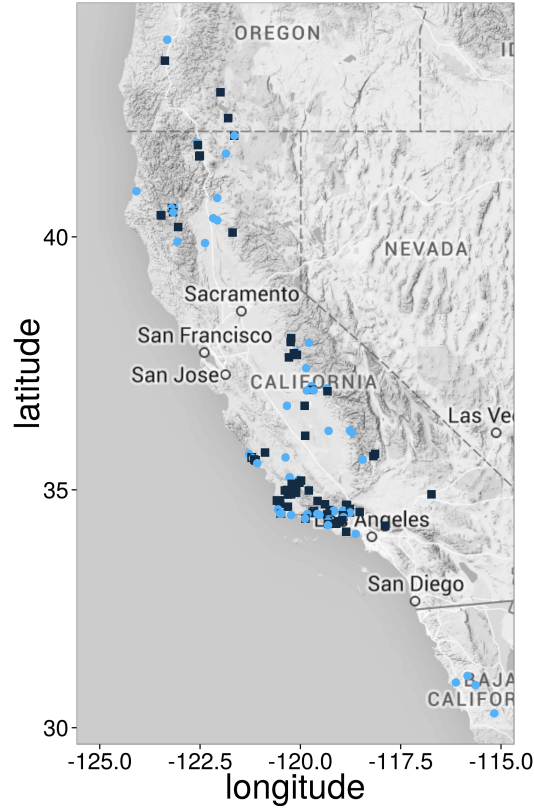 OREGON
ID
40
NEVADA
Sacramento
San Francisco
San Jose
CALIFORNIA
latitude
Las Ve
35
Los Angeles
San Diego
BAJA
CALIFOR
30
-125.0 -122.5 -120.0 -117.5 -115.0
longitude